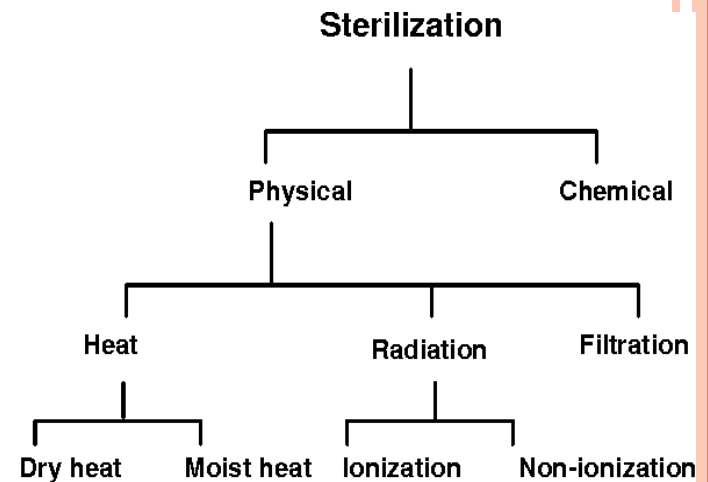 Sterilization
Physical Chemical
Heat Radiation Filtration
Dry heat Moist heat Ionization Non-ionization